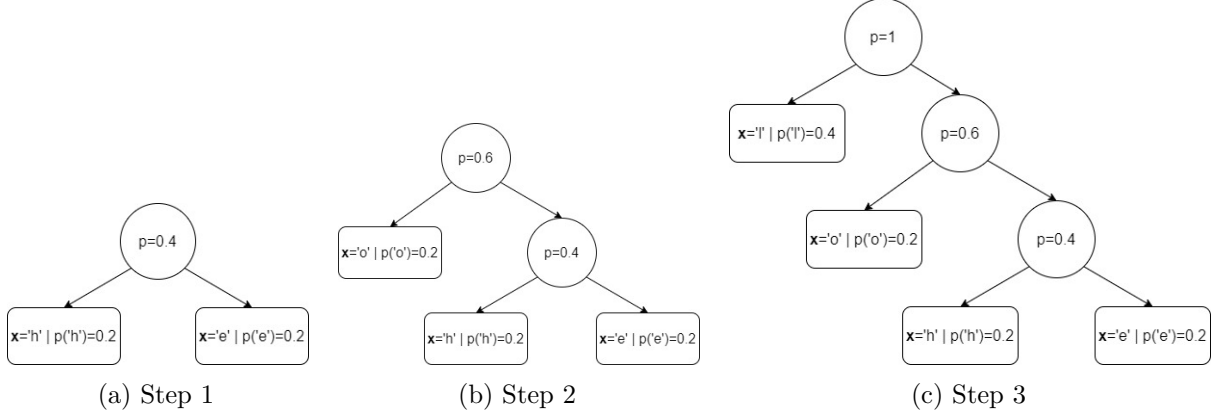 p=0.4
x='h' | p('h')=0.2
x='e' | p('e')=0.2
(a) Step 1
p=0.6
x='o' | p('o')=0.2
p=0.4
x='h' | p('h')=0.2
x='e' | p('e')=0.2
(b) Step 2
p=1
x='l' | p('l')=0.4
p=0.6
x='o' | p('o')=0.2
p=0.4
x='h' | p('h')=0.2
x='e' | p('e')=0.2
(c) Step 3